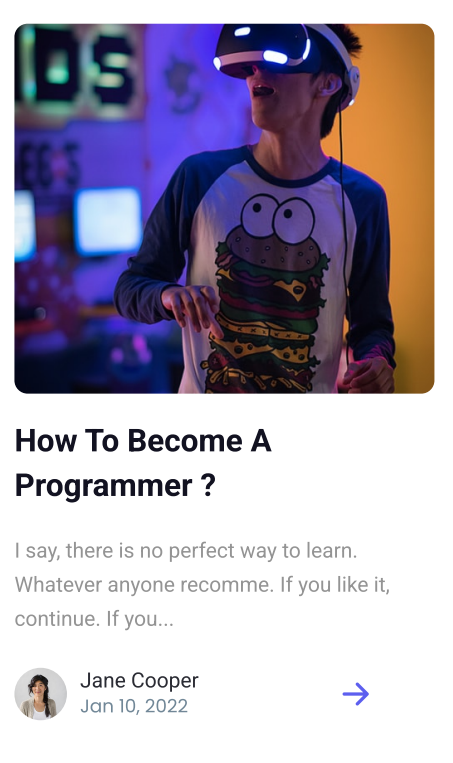 How To Become A
Programmer ?
I say, there is no perfect way to learn.
Whatever anyone recomme. If you like it,
continue. If you...
Jane Cooper
Jan 10, 2022